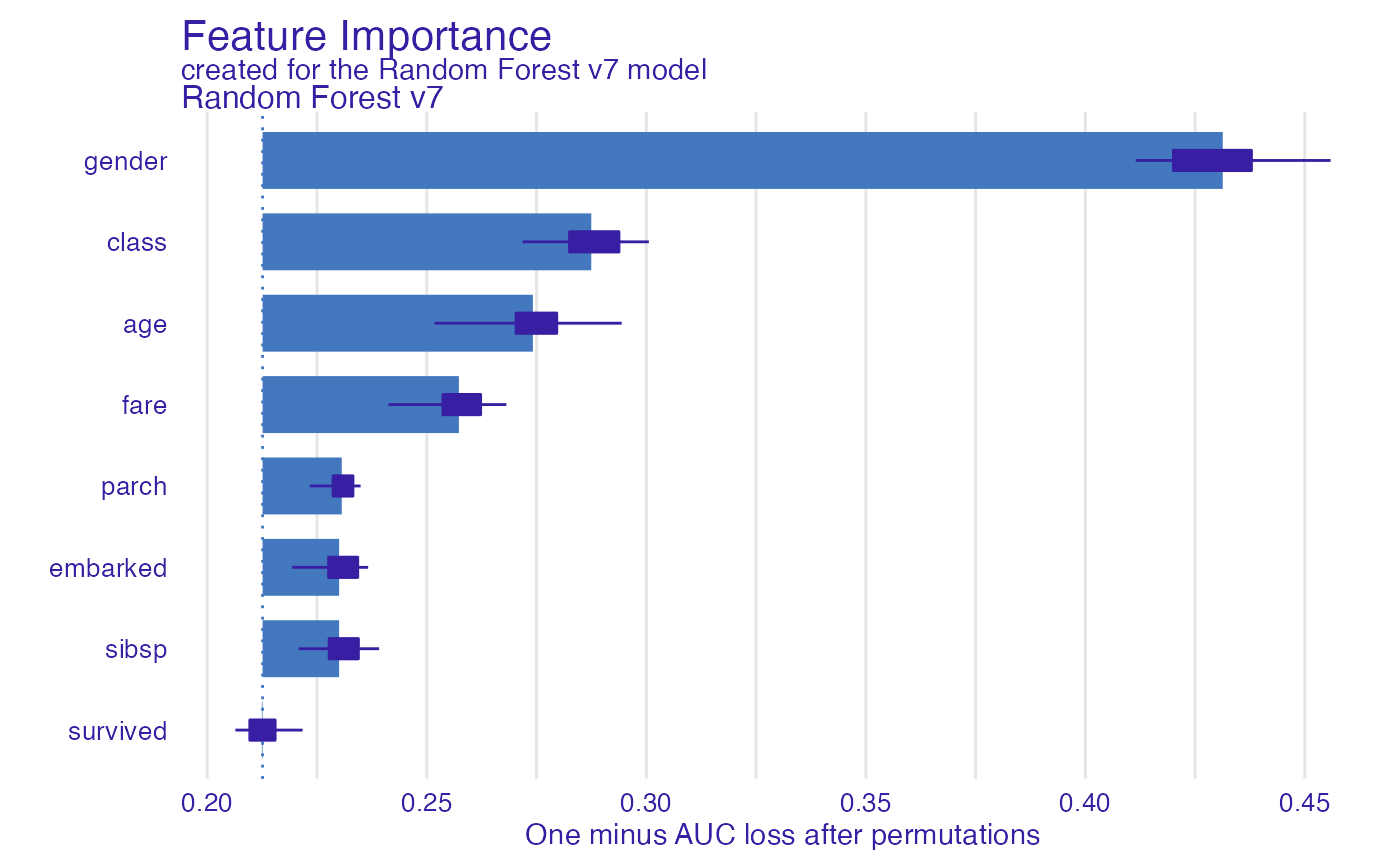 Feature Importance
created for the Random Forest v7 model
Random Forest v7
gender
class
age
fare
parch
embarked
sibsp
survived
0.20 0.25 0.30 0.35 0.40 0.45
One minus AUC loss after permutations